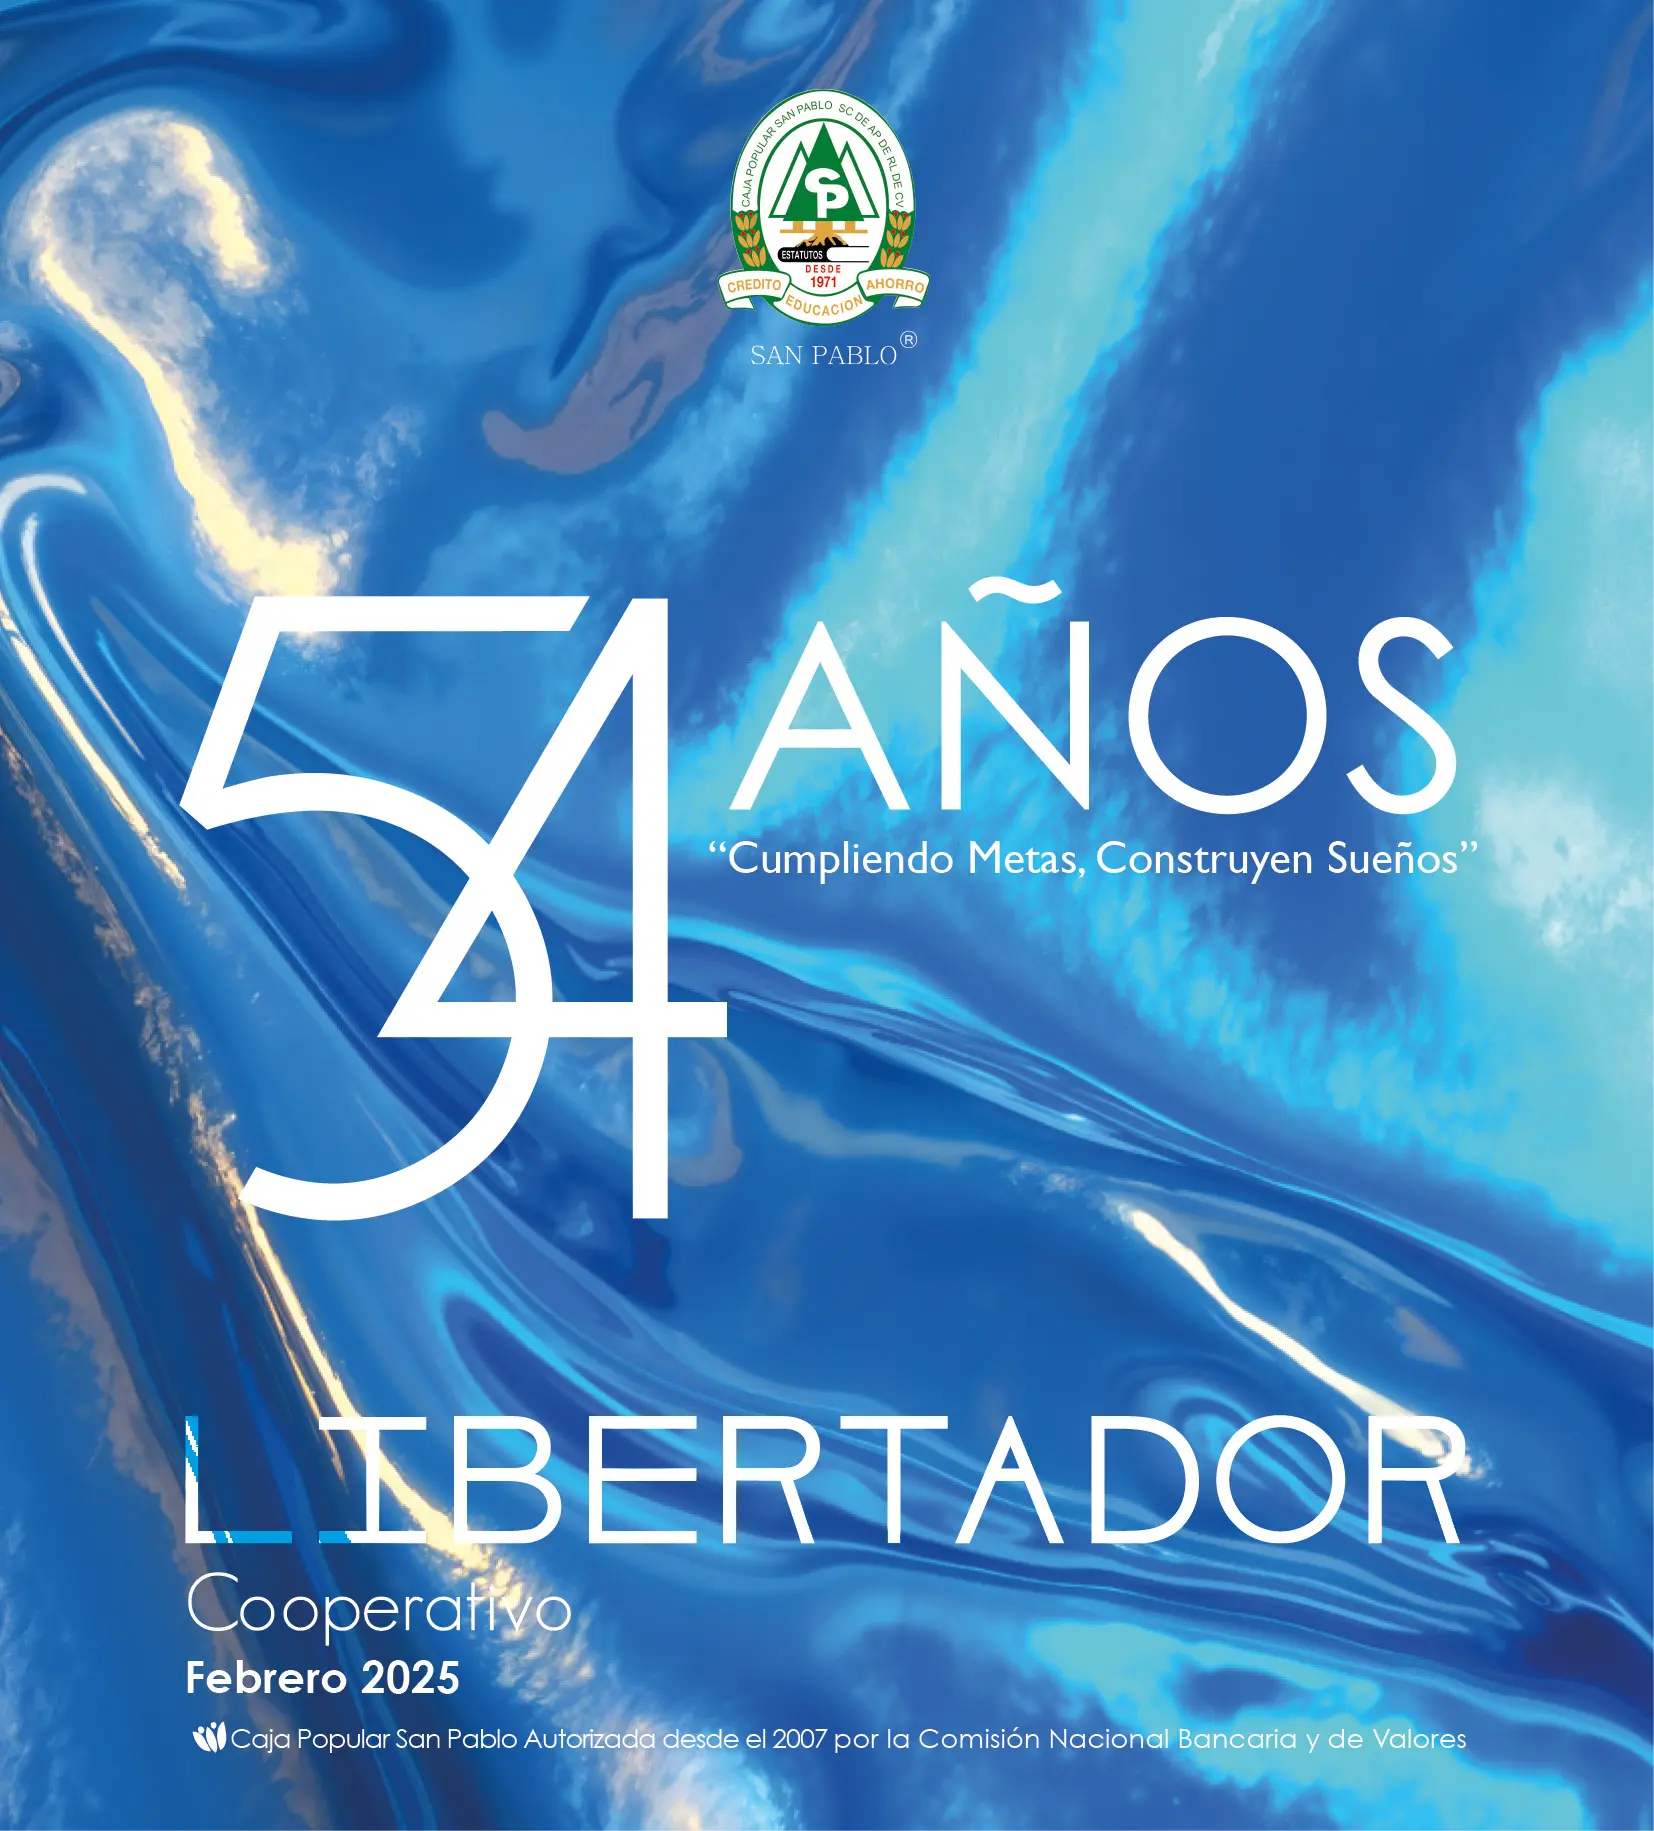 CAJA POPULAR SAN PABLO SC DE AP DE RL DE CV
CP
ESTATUTOS
DESDE
1971
CREDITO
EDUCACION
AHORRO
SAN PABLO®
54 AÑOS
“Cumpliendo Metas, Construyen Sueños”
LIBERTADOR
Cooperativo
Febrero 2025
Caja Popular San Pablo Autorizada desde el 2007 por la Comisión Nacional Bancaria y de Valores